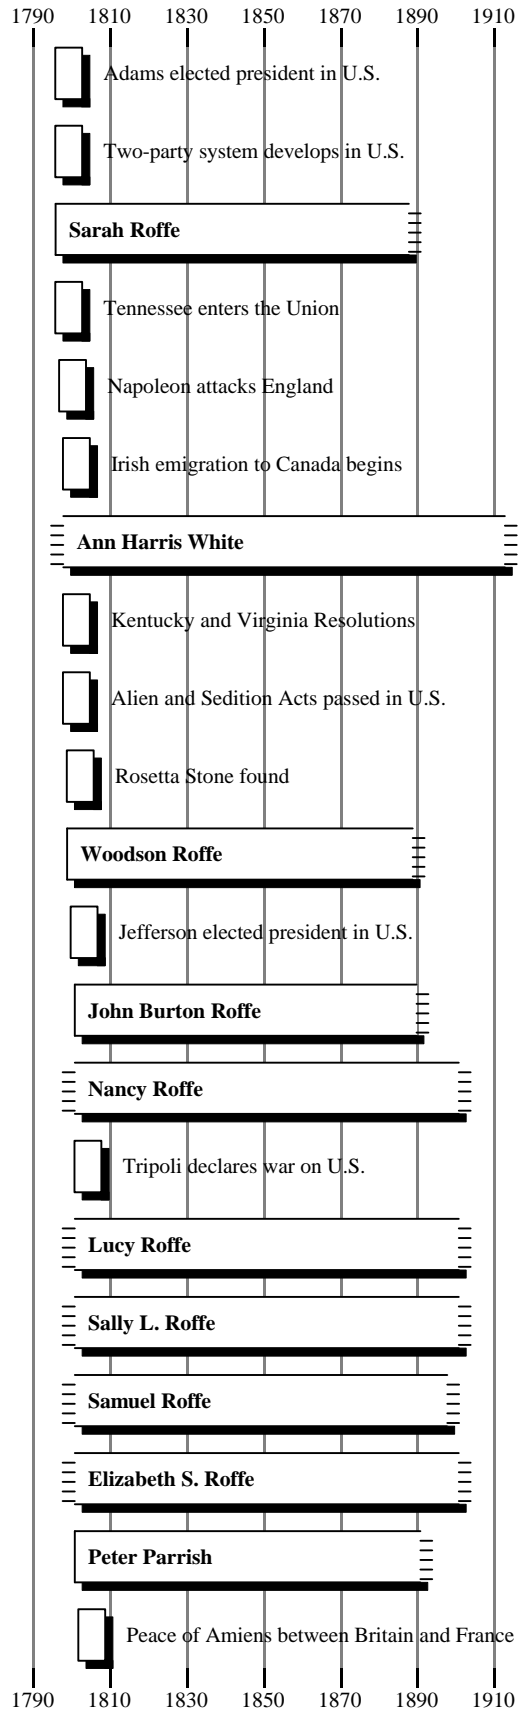 1790 1810 1830 1850 1870 1890 1910
Adams elected president in U.S.
Two-party system develops in U.S.
Sarah Roffe
Tennessee enters the Union
Napoleon attacks England
Irish emigration to Canada begins
Ann Harris White
Kentucky and Virginia Resolutions
Alien and Sedition Acts passed in U.S.
Rosetta Stone found
Woodson Roffe
Jefferson elected president in U.S.
John Burton Roffe
Nancy Roffe
Tripoli declares war on U.S.
Lucy Roffe
Sally L. Roffe
Samuel Roffe
Elizabeth S. Roffe
Peter Parrish
Peace of Amiens between Britain and France
1790 1810 1830 1850 1870 1890 1910